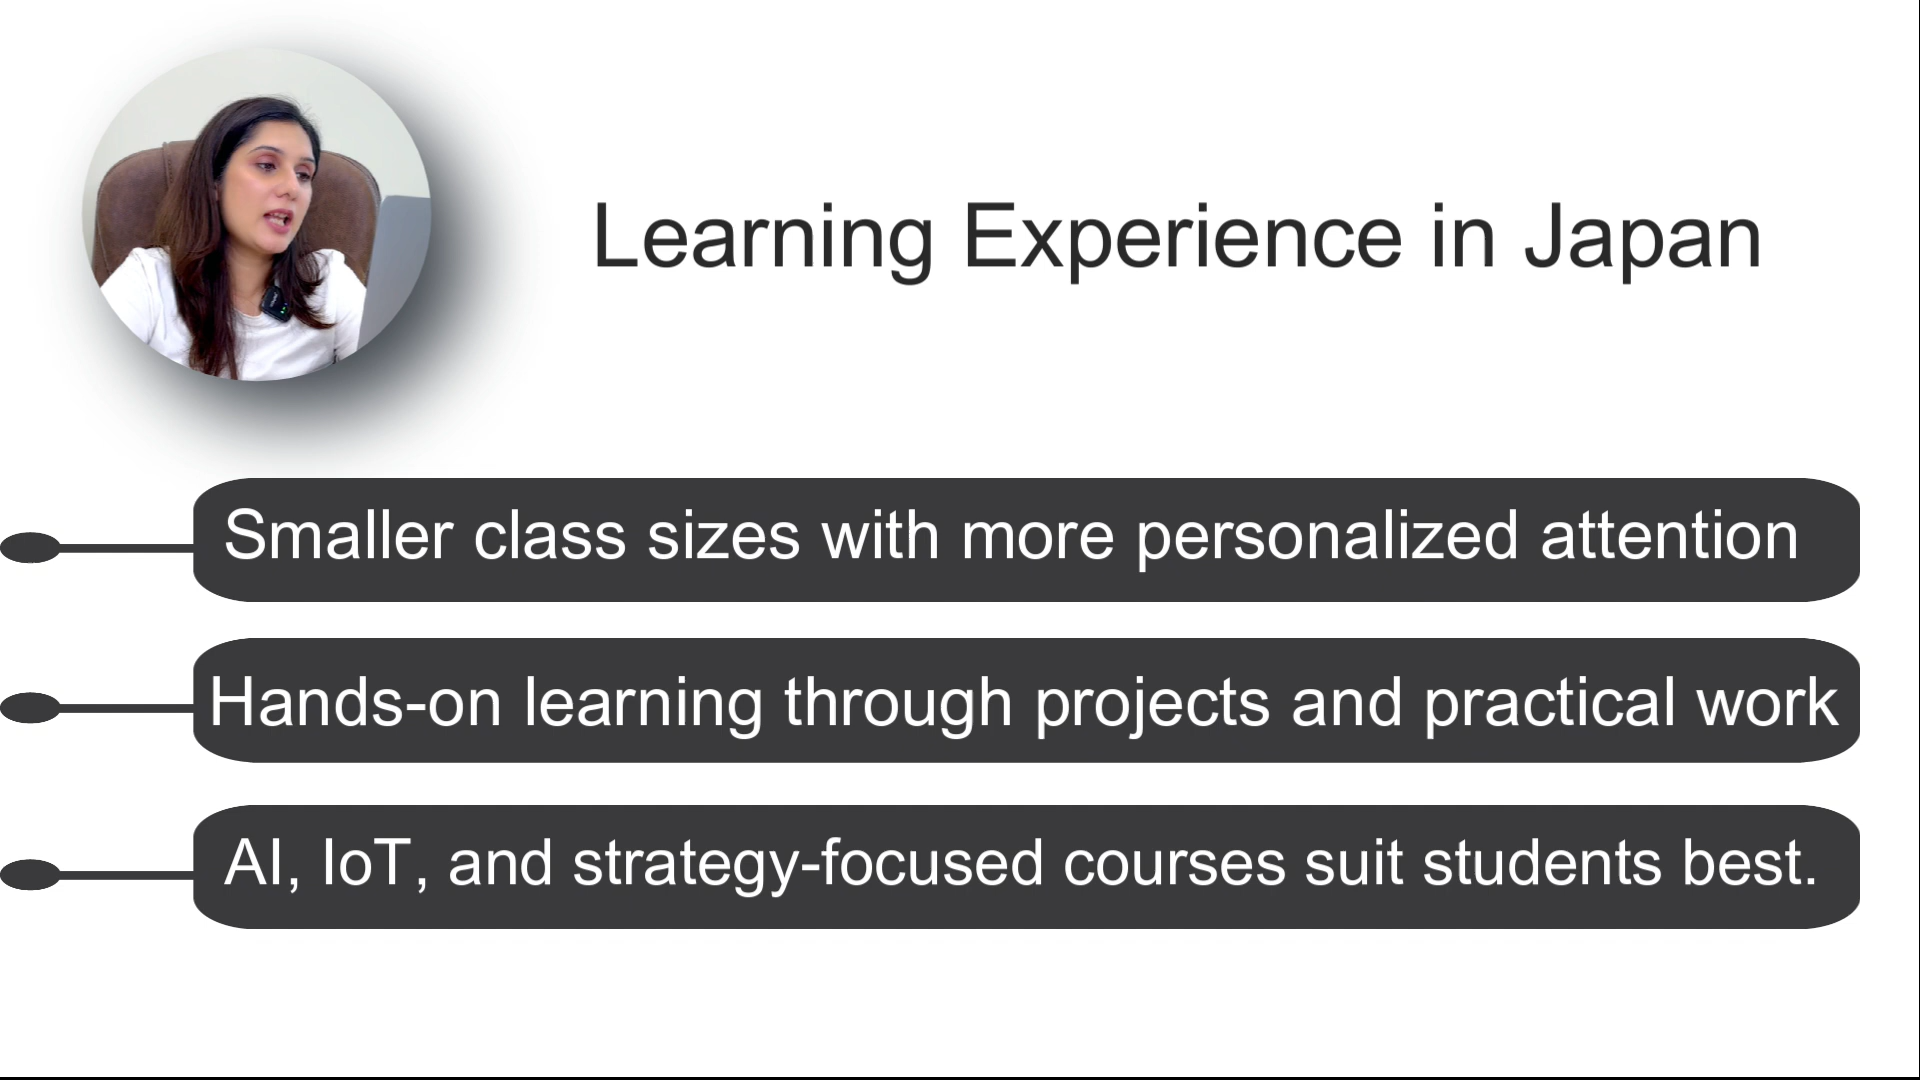 Learning Experience in Japan
Smaller class sizes with more personalized attention
Hands-on learning through projects and practical work
AI, IoT, and strategy-focused courses suit students best.